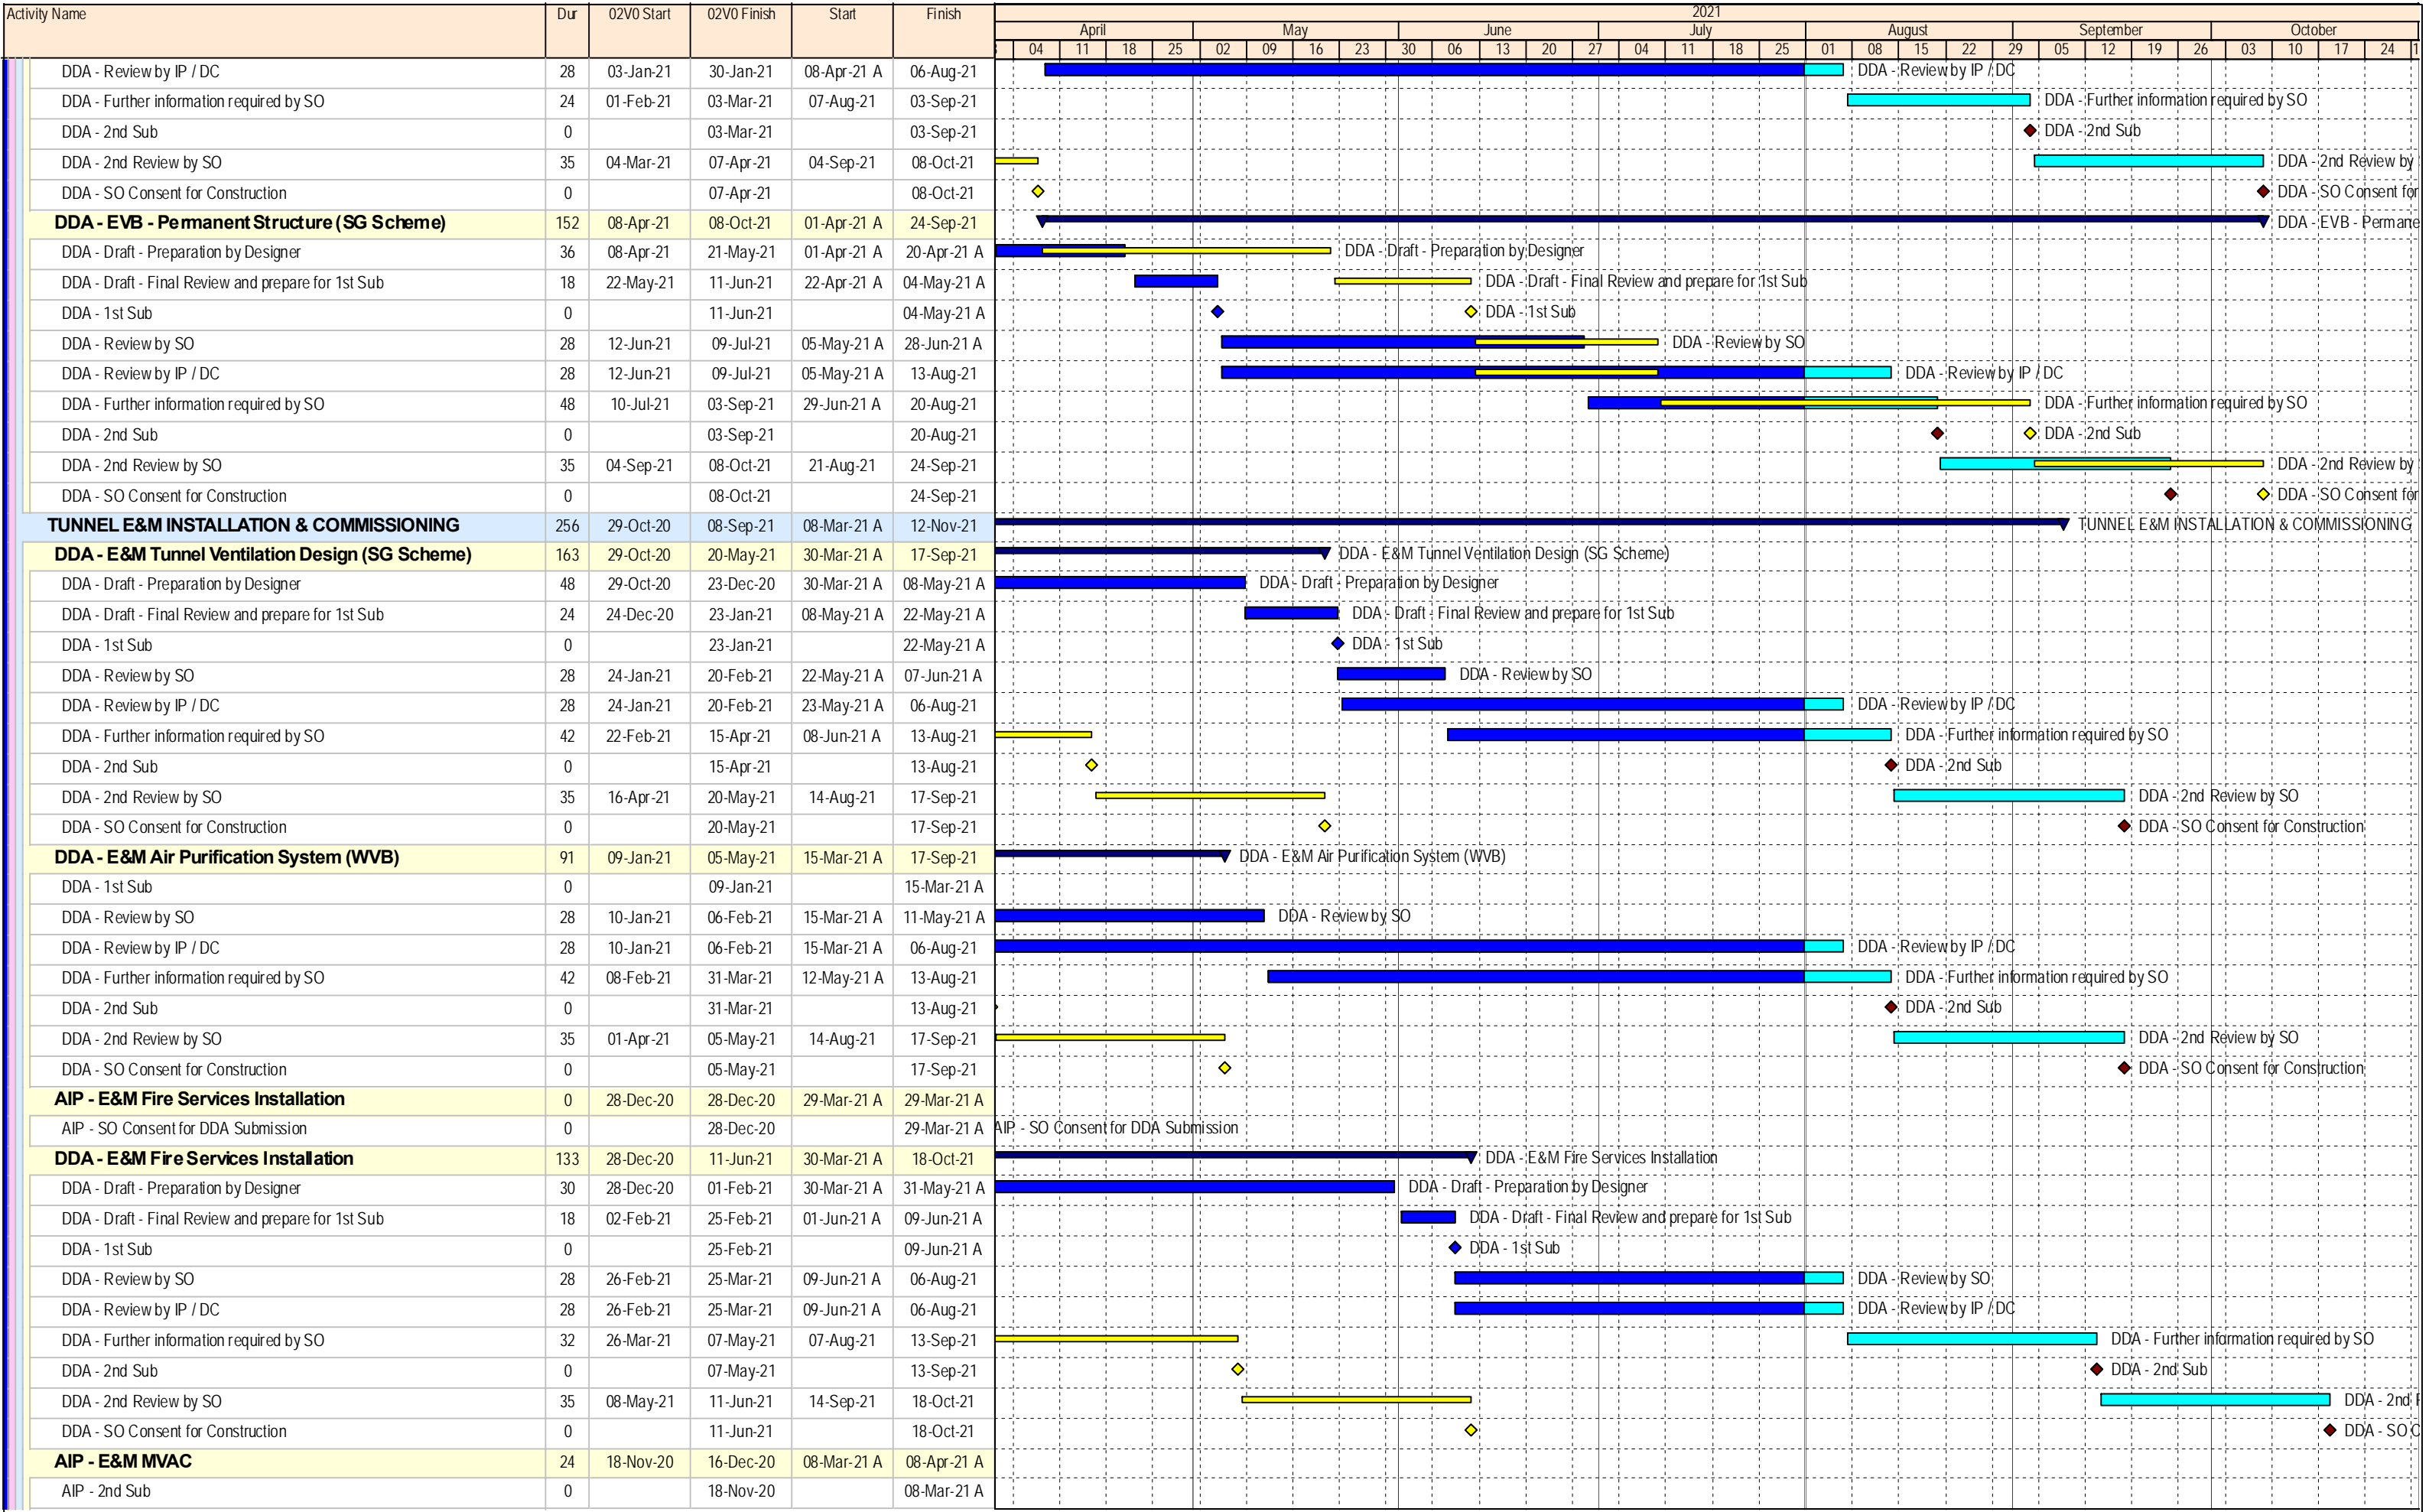 Activity Name Dur 02V0 Start 02V0 Finish Start Finish 2021
April May June July August September October
04 11 18 25 02 09 16 23 30 06 13 20 27 04 11 18 25 01 08 15 22 29 05 12 19 26 03 10 17 24 1
DDA - Review by IP / DC 28 03-Jan-21 30-Jan-21 08-Apr-21 A 06-Aug-21 DDA - Review by IP / DC
DDA - Further information required by SO 24 01-Feb-21 03-Mar-21 07-Aug-21 03-Sep-21 DDA - Further information required by SO
DDA - 2nd Sub 0 03-Mar-21 03-Sep-21 DDA - 2nd Sub
DDA - 2nd Review by SO 35 04-Mar-21 07-Apr-21 04-Sep-21 08-Oct-21 DDA - 2nd Review by
DDA - SO Consent for Construction 0 07-Apr-21 08-Oct-21 DDA - SO Consent for
DDA - EVB - Permanent Structure (SG Scheme) 152 08-Apr-21 08-Oct-21 01-Apr-21 A 24-Sep-21 DDA - EVB - Permane
DDA - Draft - Preparation by Designer 36 08-Apr-21 21-May-21 01-Apr-21 A 20-Apr-21 A DDA - Draft - Preparation by Designer
DDA - Draft - Final Review and prepare for 1st Sub 18 22-May-21 11-Jun-21 22-Apr-21 A 04-May-21 A DDA - Draft - Final Review and prepare for 1st Sub
DDA - 1st Sub 0 11-Jun-21 04-May-21 A DDA - 1st Sub
DDA - Review by SO 28 12-Jun-21 09-Jul-21 05-May-21 A 28-Jun-21 A DDA - Review by SO
DDA - Review by IP / DC 28 12-Jun-21 09-Jul-21 05-May-21 A 13-Aug-21 DDA - Review by IP / DC
DDA - Further information required by SO 48 10-Jul-21 03-Sep-21 29-Jun-21 A 20-Aug-21 DDA - Further information required by SO
DDA - 2nd Sub 0 03-Sep-21 20-Aug-21 DDA - 2nd Sub
DDA - 2nd Review by SO 35 04-Sep-21 08-Oct-21 21-Aug-21 24-Sep-21 DDA - 2nd Review by
DDA - SO Consent for Construction 0 08-Oct-21 24-Sep-21 DDA - SO Consent for
TUNNEL E&M INSTALLATION & COMMISSIONING 256 29-Oct-20 08-Sep-21 08-Mar-21 A 12-Nov-21 TUNNEL E&M INSTALLATION & COMMISSIONING
DDA - E&M Tunnel Ventilation Design (SG Scheme) 163 29-Oct-20 20-May-21 30-Mar-21 A 17-Sep-21 DDA - E&M Tunnel Ventilation Design (SG Scheme)
DDA - Draft - Preparation by Designer 48 29-Oct-20 23-Dec-20 30-Mar-21 A 08-May-21 A DDA - Draft - Preparation by Designer
DDA - Draft - Final Review and prepare for 1st Sub 24 24-Dec-20 23-Jan-21 08-May-21 A 22-May-21 A DDA - Draft - Final Review and prepare for 1st Sub
DDA - 1st Sub 0 23-Jan-21 22-May-21 A DDA - 1st Sub
DDA - Review by SO 28 24-Jan-21 20-Feb-21 22-May-21 A 07-Jun-21 A DDA - Review by SO
DDA - Review by IP / DC 28 24-Jan-21 20-Feb-21 23-May-21 A 06-Aug-21 DDA - Review by IP / DC
DDA - Further information required by SO 42 22-Feb-21 15-Apr-21 08-Jun-21 A 13-Aug-21 DDA - Further information required by SO
DDA - 2nd Sub 0 15-Apr-21 13-Aug-21 DDA - 2nd Sub
DDA - 2nd Review by SO 35 16-Apr-21 20-May-21 14-Aug-21 17-Sep-21 DDA - 2nd Review by SO
DDA - SO Consent for Construction 0 20-May-21 17-Sep-21 DDA - SO Consent for Construction
DDA - E&M Air Purification System (WVB) 91 09-Jan-21 05-May-21 15-Mar-21 A 17-Sep-21 DDA - E&M Air Purification System (WVB)
DDA - 1st Sub 0 09-Jan-21 15-Mar-21 A
DDA - Review by SO 28 10-Jan-21 06-Feb-21 15-Mar-21 A 11-May-21 A DDA - Review by SO
DDA - Review by IP / DC 28 10-Jan-21 06-Feb-21 15-Mar-21 A 06-Aug-21 DDA - Review by IP / DC
DDA - Further information required by SO 42 08-Feb-21 31-Mar-21 12-May-21 A 13-Aug-21 DDA - Further information required by SO
DDA - 2nd Sub 0 31-Mar-21 13-Aug-21 DDA - 2nd Sub
DDA - 2nd Review by SO 35 01-Apr-21 05-May-21 14-Aug-21 17-Sep-21 DDA - 2nd Review by SO
DDA - SO Consent for Construction 0 05-May-21 17-Sep-21 DDA - SO Consent for Construction
AIP - E&M Fire Services Installation 0 28-Dec-20 28-Dec-20 29-Mar-21 A 29-Mar-21 A
AIP - SO Consent for DDA Submission 0 28-Dec-20 29-Mar-21 A AIP - SO Consent for DDA Submission
DDA - E&M Fire Services Installation 133 28-Dec-20 11-Jun-21 30-Mar-21 A 18-Oct-21 DDA - E&M Fire Services Installation
DDA - Draft - Preparation by Designer 30 28-Dec-20 01-Feb-21 30-Mar-21 A 31-May-21 A DDA - Draft - Preparation by Designer
DDA - Draft - Final Review and prepare for 1st Sub 18 02-Feb-21 25-Feb-21 01-Jun-21 A 09-Jun-21 A DDA - Draft - Final Review and prepare for 1st Sub
DDA - 1st Sub 0 25-Feb-21 09-Jun-21 A DDA - 1st Sub
DDA - Review by SO 28 26-Feb-21 25-Mar-21 09-Jun-21 A 06-Aug-21 DDA - Review by SO
DDA - Review by IP / DC 28 26-Feb-21 25-Mar-21 09-Jun-21 A 06-Aug-21 DDA - Review by IP / DC
DDA - Further information required by SO 32 26-Mar-21 07-May-21 07-Aug-21 13-Sep-21 DDA - Further information required by SO
DDA - 2nd Sub 0 07-May-21 13-Sep-21 DDA - 2nd Sub
DDA - 2nd Review by SO 35 08-May-21 11-Jun-21 14-Sep-21 18-Oct-21 DDA - 2nd
DDA - SO Consent for Construction 0 11-Jun-21 18-Oct-21 DDA - SO C
AIP - E&M MVAC 24 18-Nov-20 16-Dec-20 08-Mar-21 A 08-Apr-21 A
AIP - 2nd Sub 0 18-Nov-20 08-Mar-21 A